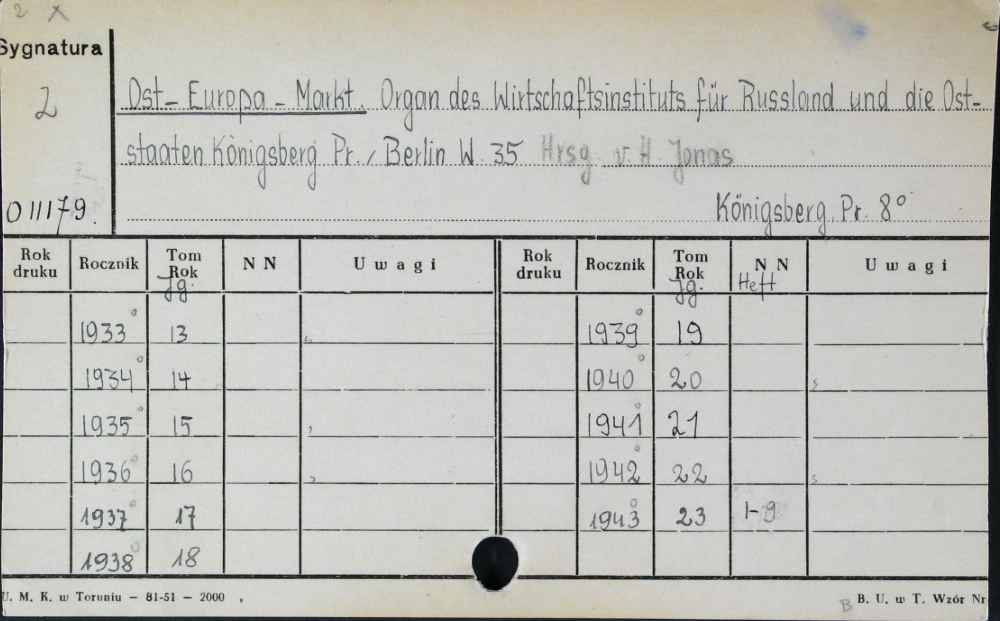 2 x
Sygnatura
2
Ost-Europa-Markt. Organ des Wirtschaftsinstituts für Russland und die Ost-
staaten Königsberg Pr., Berlin W. 35 Hrsg. v. H. Jonas
011179.
Königsberg, Pr. 8°
Rok druku Rocznik Tom Rok Jg. N N U w a g i Rok druku Rocznik Tom Rok Jg. N N Heft U w a g i
1933° 13 1939° 19
1934° 14 1940° 20
1935° 15 1941° 21
1936° 16 1942° 22
1937° 17 1943° 23 1-9
1938° 18
U. M. K. w Toruniu — 81-51 — 2000
B B. U. w T. Wzór Nr